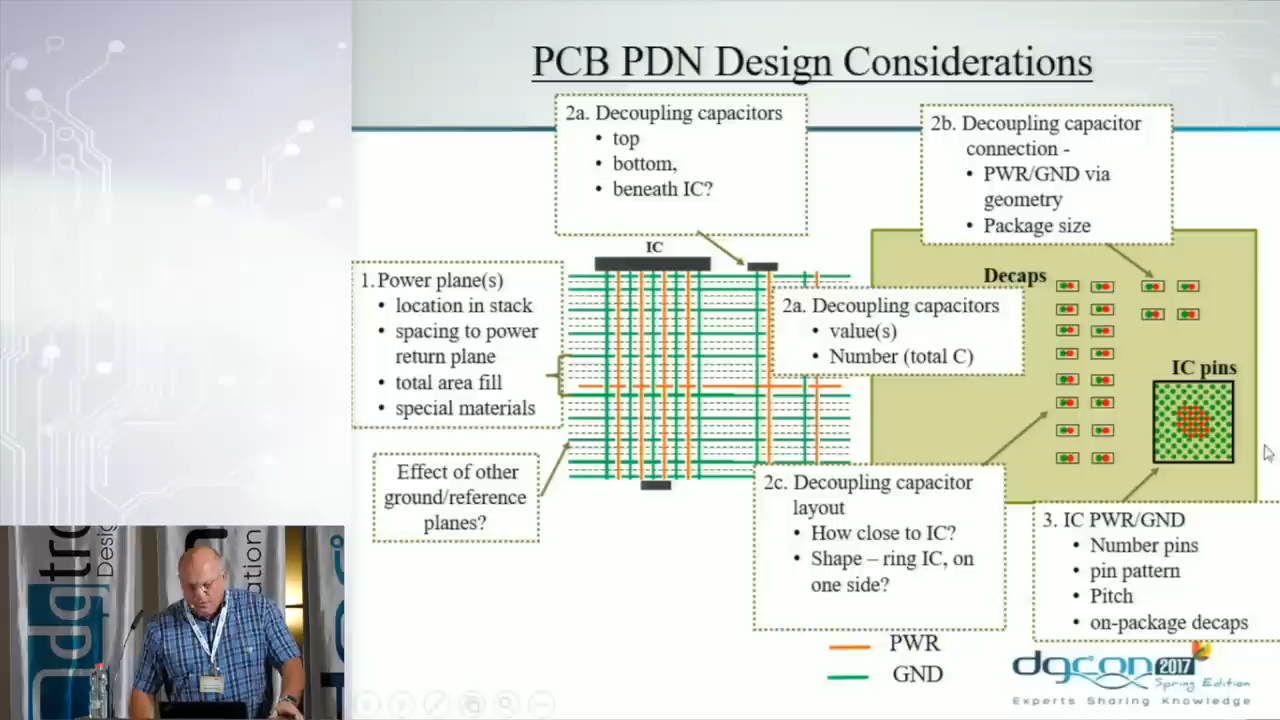 PCB PDN Design Considerations
2a. Decoupling capacitors
• top
• bottom,
• beneath IC?
2b. Decoupling capacitor
connection -
• PWR/GND via
geometry
• Package size
IC
1. Power plane(s)
• location in stack
• spacing to power
return plane
• total area fill
• special materials
Decaps
2a. Decoupling capacitors
• value(s)
• Number (total C)
IC pins
Effect of other
ground/reference
planes?
2c. Decoupling capacitor
layout
• How close to IC?
• Shape – ring IC, on
one side?
3. IC PWR/GND
• Number pins
• pin pattern
• Pitch
• on-package decaps
PWR
GND
dgcon 2017
Spring Edition
Experts Sharing Knowledge
dgtro
Design
ation